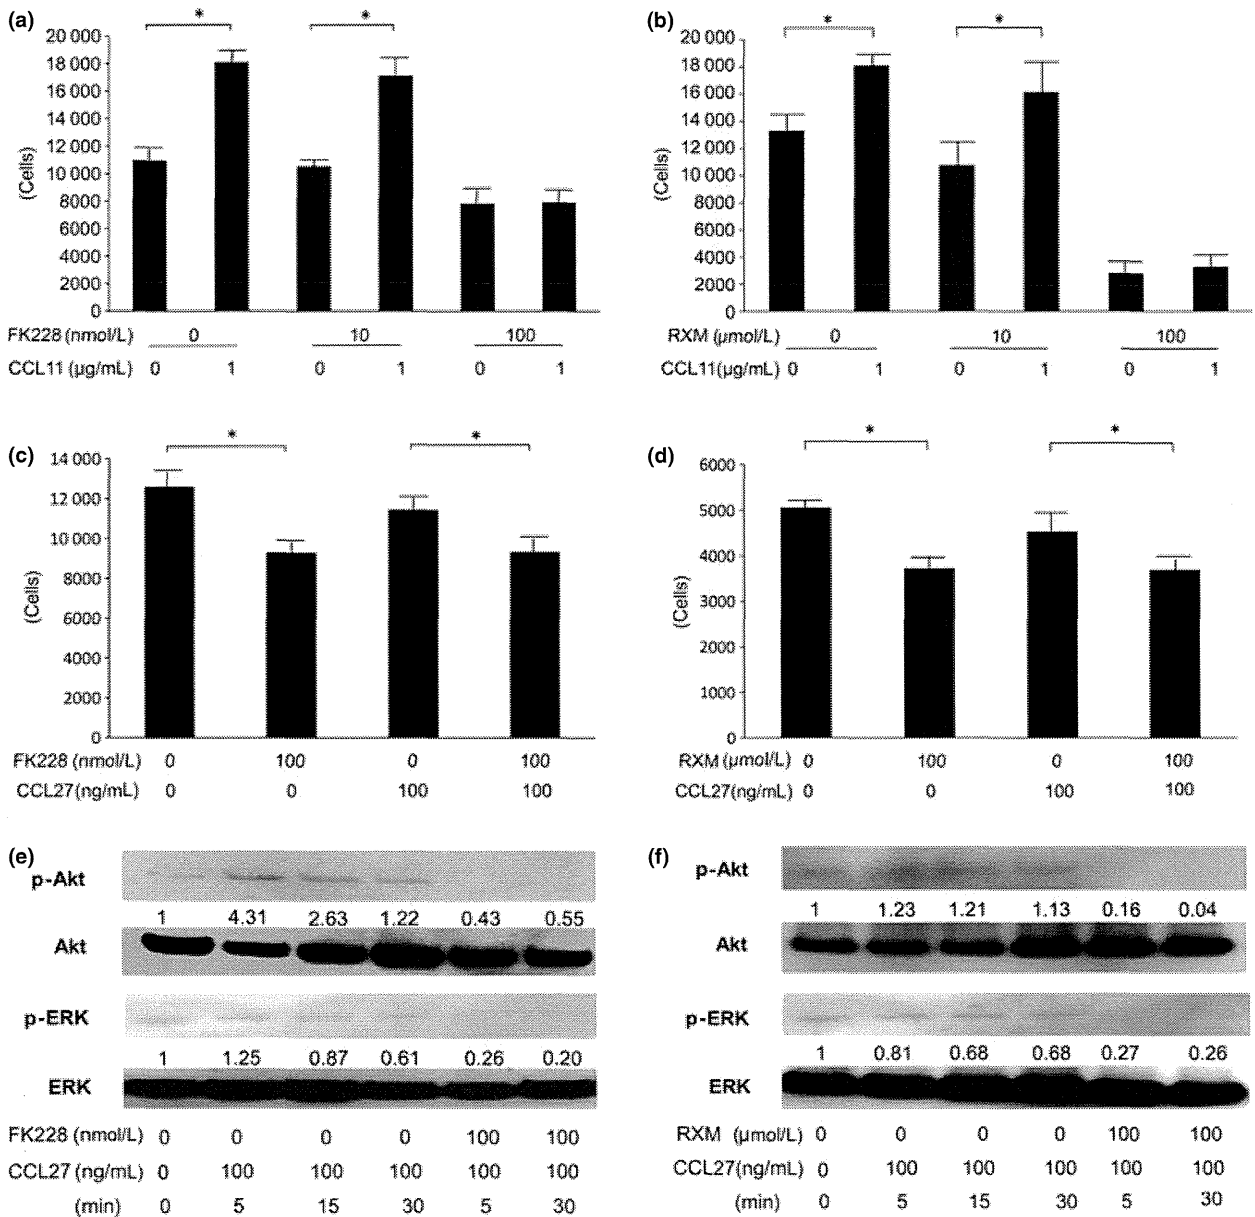 (a)
*
*
20 000
18 000
16 000
14 000
12 000
10 000
8000
6000
4000
2000
0
(Cells)
FK228 (nmol/L) 0 10 100
CCL11 (µg/mL) 0 1 0 1 0 1
(b)
*
*
20 000
18 000
16 000
14 000
12 000
10 000
8000
6000
4000
2000
0
(Cells)
RXM (µmol/L) 0 10 100
CCL11(µg/mL) 0 1 0 1 0 1
(c)
*
*
14 000
12 000
10 000
8000
6000
4000
2000
0
(Cells)
FK228 (nmol/L) 0 100 0 100
CCL27(ng/mL) 0 0 100 100
(d)
*
*
6000
5000
4000
3000
2000
1000
0
(Cells)
RXM (µmol/L) 0 100 0 100
CCL27(ng/mL) 0 0 100 100
(e)
p-Akt
1 4.31 2.63 1.22 0.43 0.55
Akt
p-ERK
1 1.25 0.87 0.61 0.26 0.20
ERK
FK228 (nmol/L) 0 0 0 0 100 100
CCL27 (ng/mL) 0 100 100 100 100 100
(min) 0 5 15 30 5 30
(f)
p-Akt
1 1.23 1.21 1.13 0.16 0.04
Akt
p-ERK
1 0.81 0.68 0.68 0.27 0.26
ERK
RXM (µmol/L) 0 0 0 0 100 100
CCL27(ng/mL) 0 100 100 100 100 100
(min) 0 5 15 30 5 30